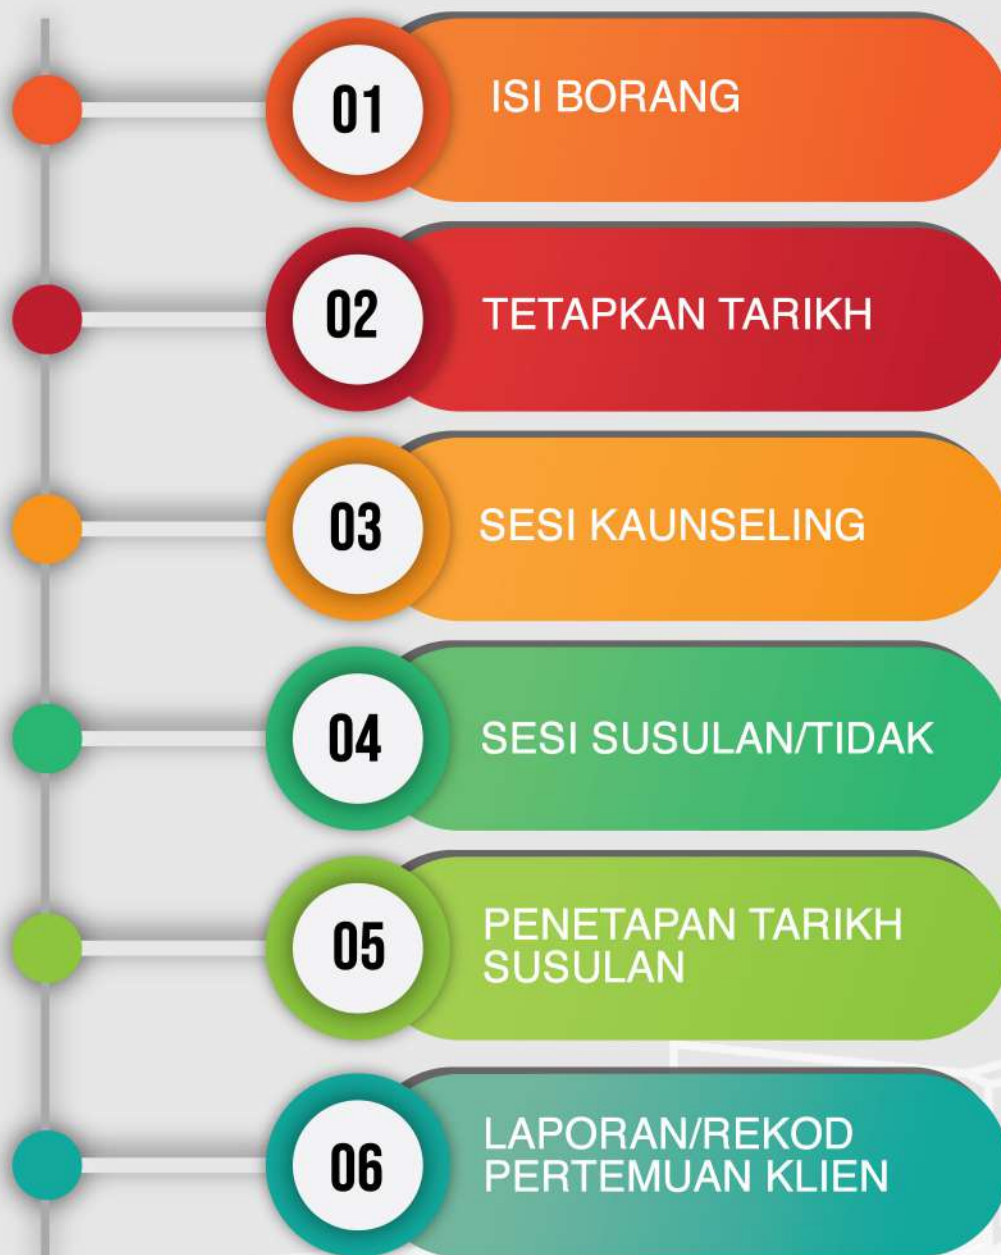 01
ISI BORANG
02
TETAPKAN TARIKH
03
SESI KAUNSELING
04
SESI SUSULAN/TIDAK
05
PENETAPAN TARIKH
SUSULAN
06
LAPORAN/REKOD
PERTEMUAN KLIEN